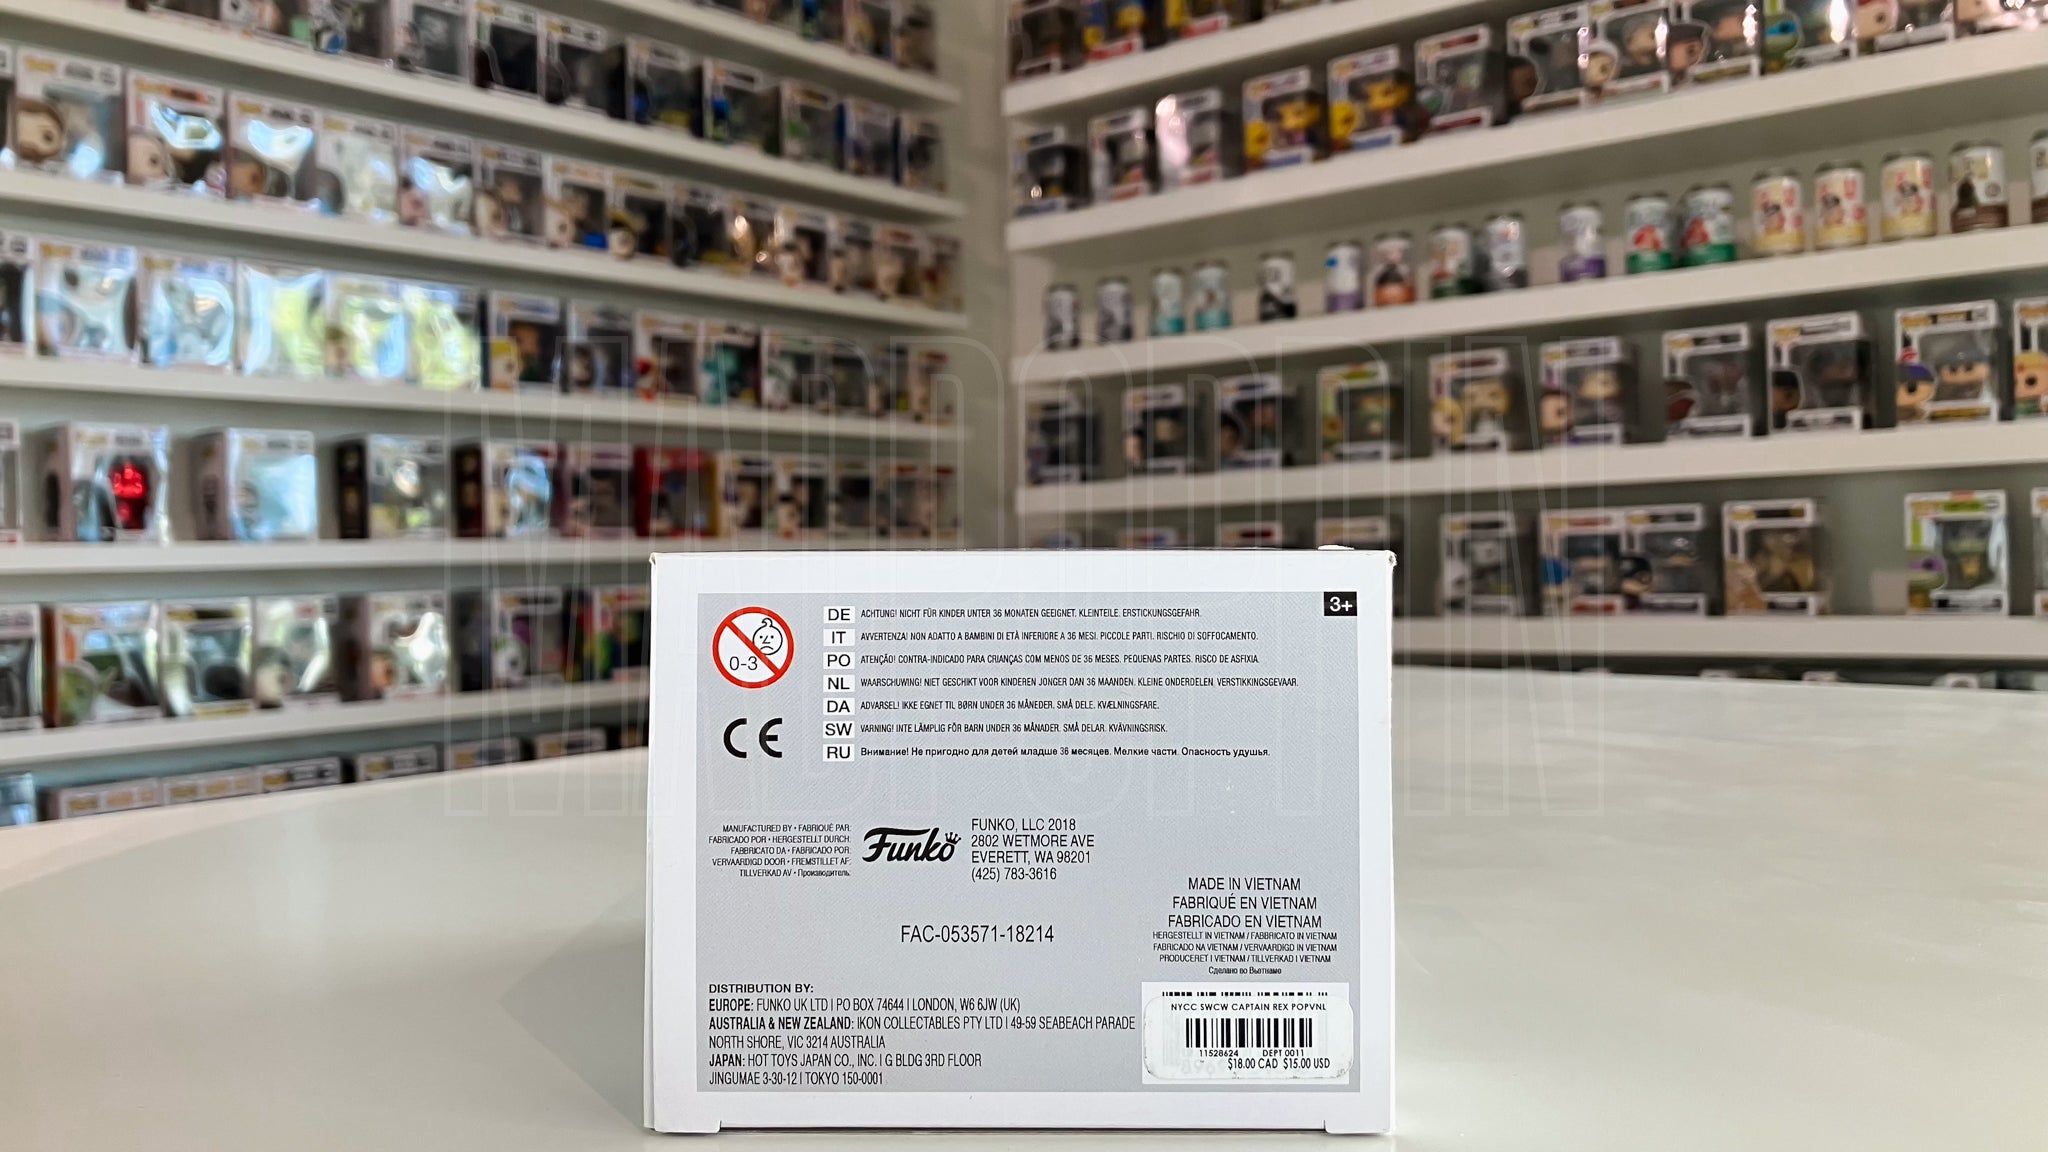 MADPOPPIN
3+
0-3
DE ACHTUNG! NICHT FÜR KINDER UNTER 36 MONATEN GEEIGNET. KLEINTEILE. ERSTICKUNGSGEFAHR.
IT AVVERTENZA! NON ADATTO A BAMBINI DI ETÀ INFERIORE A 36 MESI. PICCOLE PARTI. RISCHIO DI SOFFOCAMENTO.
PO ATENÇÃO! CONTRA-INDICADO PARA CRIANÇAS COM MENOS DE 36 MESES. PEQUENAS PARTES. RISCO DE ASFIXIA.
NL WAARSCHUWING! NIET GESCHIKT VOOR KINDEREN JONGER DAN 36 MAANDEN. KLEINE ONDERDELEN. VERSTIKKINGSGEVAAR.
DA ADVARSEL! IKKE EGNET TIL BØRN UNDER 36 MÅNEDER. SMÅ DELE. KVÆLNINGSFARE.
SW VARNING! INTE LÄMPLIG FÖR BARN UNDER 36 MÅNADER. SMÅ DELAR. KVÄVNINGSRISK.
RU Внимание! Не пригодно для детей младше 36 месяцев. Мелкие части. Опасность удушья.
CE
MANUFACTURED BY • FABRIQUÉ PAR:
FABRICADO POR • HERGESTELLT DURCH:
FABBRICATO DA • FABRICADO POR:
VERVAARDIGD DOOR • FREMSTILLET AF:
TILLVERKAD AV • Производитель:
Funko
FUNKO, LLC 2018
2802 WETMORE AVE
EVERETT, WA 98201
(425) 783-3616
FAC-053571-18214
MADE IN VIETNAM
FABRIQUÉ EN VIETNAM
FABRICADO EN VIETNAM
HERGESTELLT IN VIETNAM / FABBRICATO IN VIETNAM
FABRICADO NA VIETNAM / VERVAARDIGD IN VIETNAM
PRODUCERET I VIETNAM / TILLVERKAD I VIETNAM
Сделано во Вьетнаме
DISTRIBUTION BY:
EUROPE: FUNKO UK LTD | PO BOX 74644 | LONDON, W6 6JW (UK)
AUSTRALIA & NEW ZEALAND: IKON COLLECTABLES PTY LTD | 49-59 SEABEACH PARADE
NORTH SHORE, VIC 3214 AUSTRALIA
JAPAN: HOT TOYS JAPAN CO., INC. | G BLDG 3RD FLOOR
JINGUMAE 3-30-12 | TOKYO 150-0001
NYCC SWCW CAPTAIN REX POPVNL
11528624 DEPT 0011
$18.00 CAD $15.00 USD